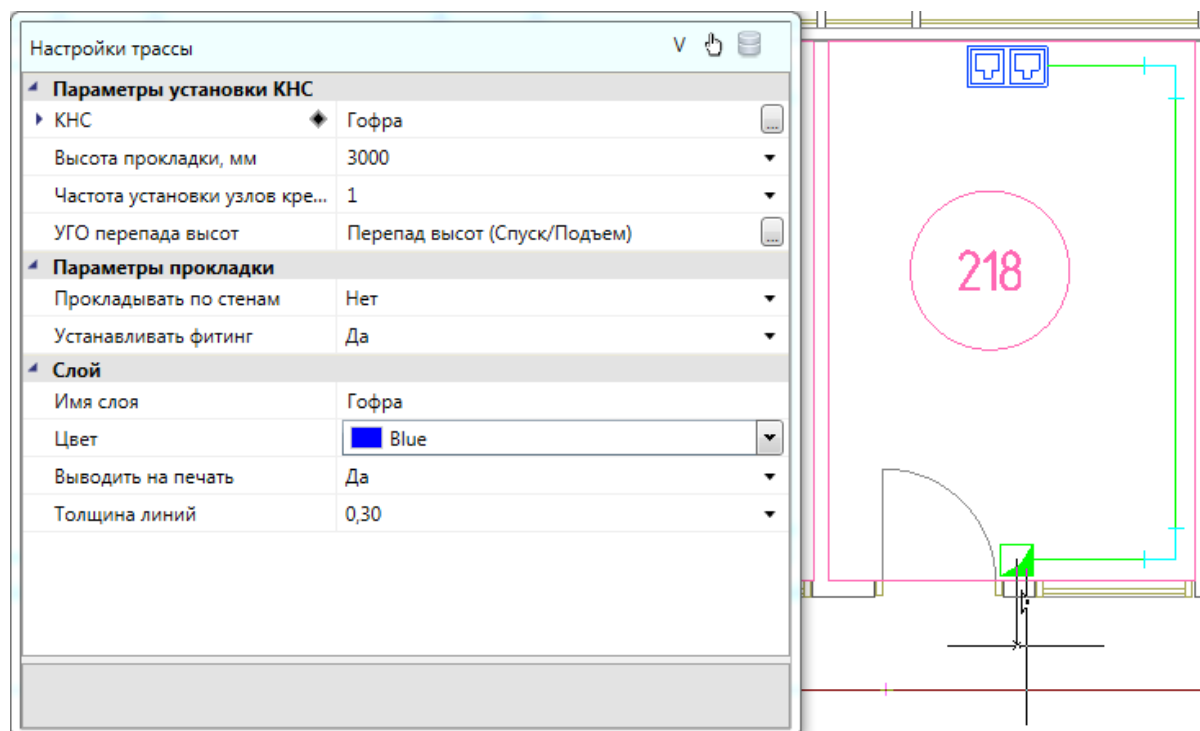 Настройки трассы V
Параметры установки КНС
КНС Гофра ...
Высота прокладки, мм 3000
Частота установки узлов кре... 1
УГО перепада высот Перепад высот (Спуск/Подъем) ...
Параметры прокладки
Прокладывать по стенам Нет
Устанавливать фитинг Да
Слой
Имя слоя Гофра
Цвет Blue
Выводить на печать Да
Толщина линий 0,30
218